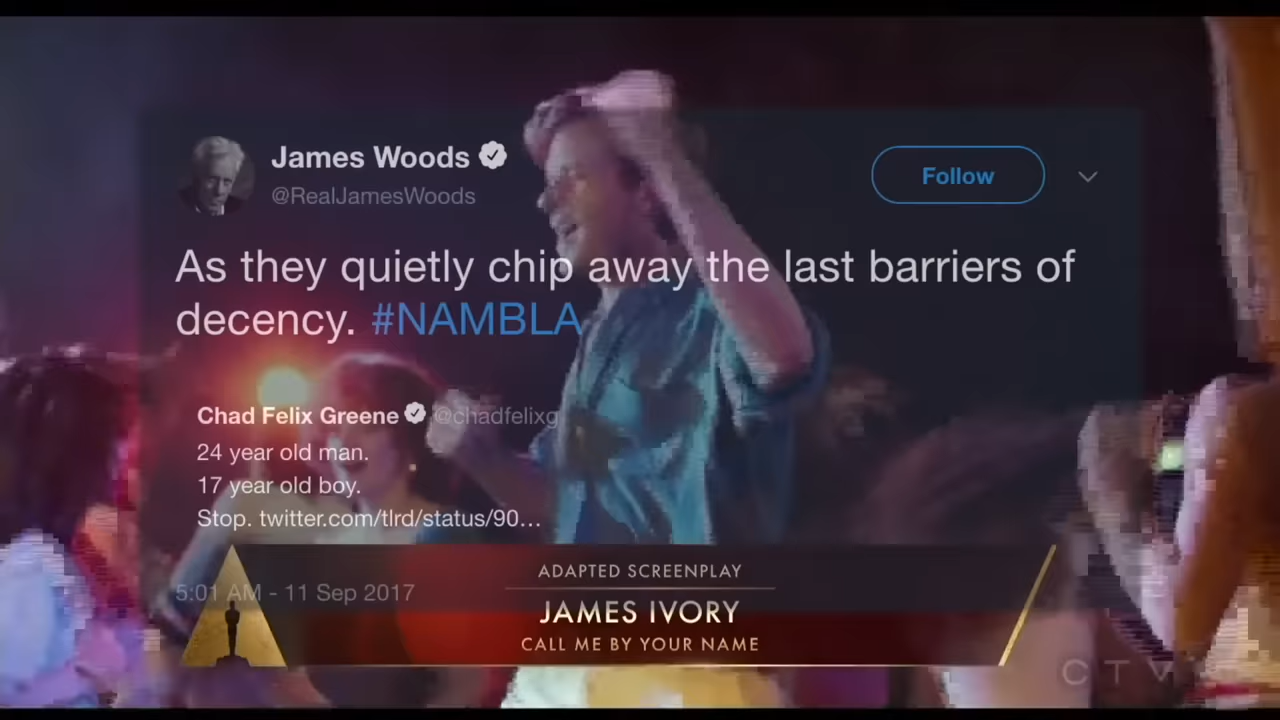 James Woods
@RealJamesWoods
Follow
As they quietly chip away the last barriers of
decency. #NAMBLA
Chad Felix Greene @chadfelixg
24 year old man.
17 year old boy.
Stop. twitter.com/tlrd/status/90…
5:01 AM - 11 Sep 2017
ADAPTED SCREENPLAY
JAMES IVORY
CALL ME BY YOUR NAME
CTV